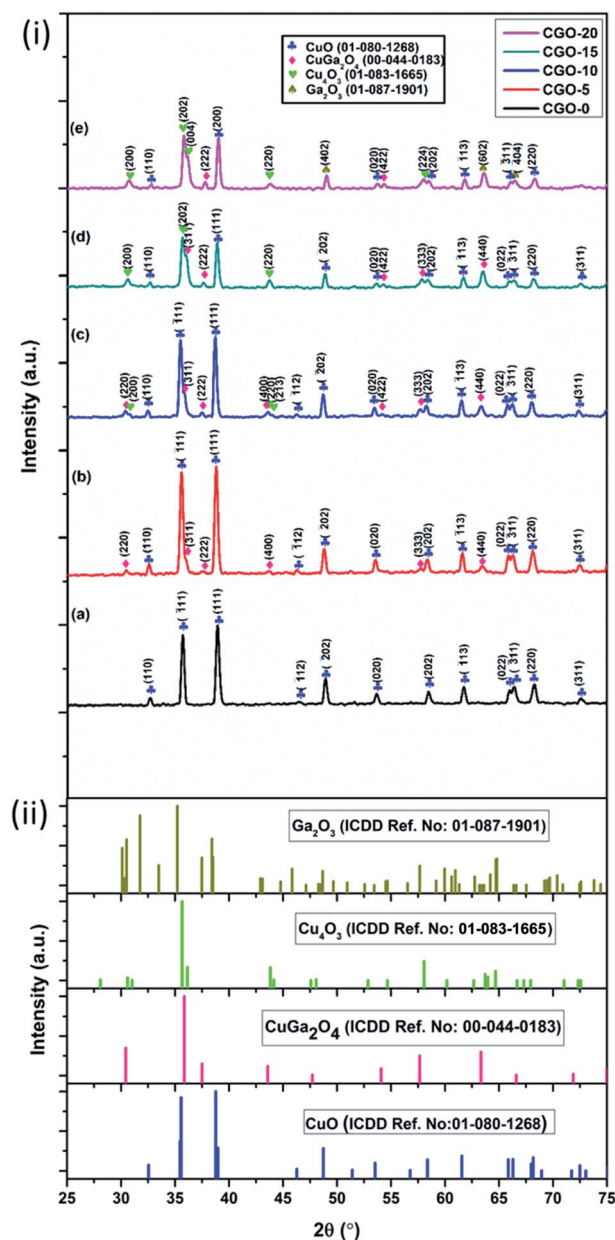 (i)
CuO (01-080-1268)
CuGa₂O₄ (00-044-0183)
Cu₄O₃ (01-083-1665)
Ga₂O₃ (01-087-1901)
CGO-20
CGO-15
CGO-10
CGO-5
CGO-0
Intensity (a.u.)
(e)
(200) (110) (202) (004) (222) (200) (220) (402) (020) (422) (224) (202) (̄113) (602) (̄311) (̄404) (220)
(d)
(200) (110) (202) (311) (222) (111) (220) (̄202) (020) (422) (333) (202) (̄113) (440) (022) (̄311) (220) (311)
(c)
(220) (200) (110) (̄111) (311) (222) (111) (400) (220) (213) (̄112) (̄202) (020) (422) (333) (202) (̄113) (440) (022) (̄311) (220) (311)
(b)
(220) (110) (̄111) (311) (222) (111) (400) (̄112) (̄202) (020) (333) (202) (̄113) (440) (022) (̄311) (220) (311)
(a)
(110) (̄111) (111) (̄112) (̄202) (020) (202) (̄113) (022) (̄311) (220) (311)
(ii)
Intensity (a.u.)
Ga₂O₃ (ICDD Ref. No: 01-087-1901)
Cu₄O₃ (ICDD Ref. No: 01-083-1665)
CuGa₂O₄ (ICDD Ref. No: 00-044-0183)
CuO (ICDD Ref. No:01-080-1268)
25 30 35 40 45 50 55 60 65 70 75
2θ (°)